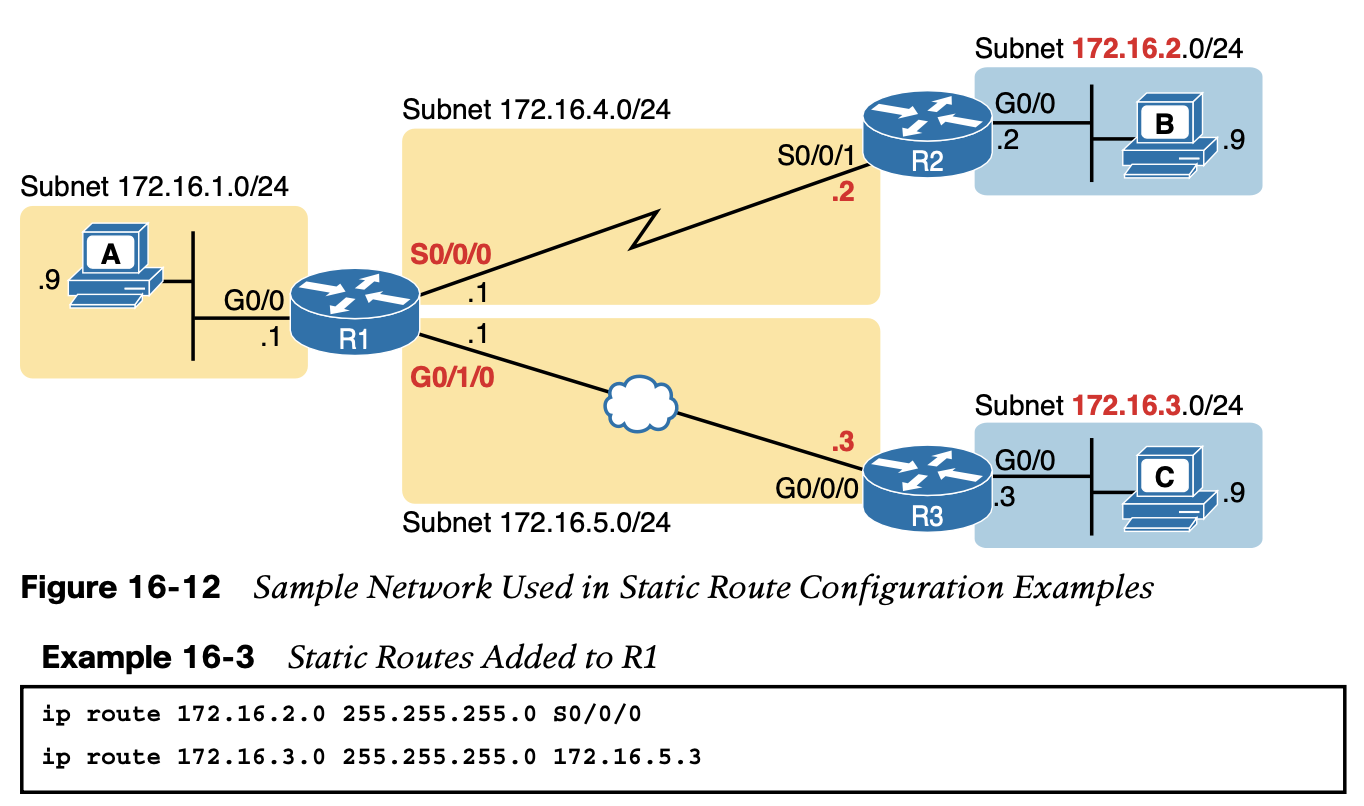 Subnet 172.16.2.0/24
G0/0
.2
B
.9
R2
Subnet 172.16.4.0/24
S0/0/1
.2
Subnet 172.16.1.0/24
A
.9
G0/0
.1
R1
S0/0/0
.1
.1
G0/1/0
.3
G0/0/0
Subnet 172.16.5.0/24
Subnet 172.16.3.0/24
G0/0
.3
C
.9
R3
Figure 16-12 Sample Network Used in Static Route Configuration Examples
Example 16-3 Static Routes Added to R1
ip route 172.16.2.0 255.255.255.0 S0/0/0
ip route 172.16.3.0 255.255.255.0 172.16.5.3